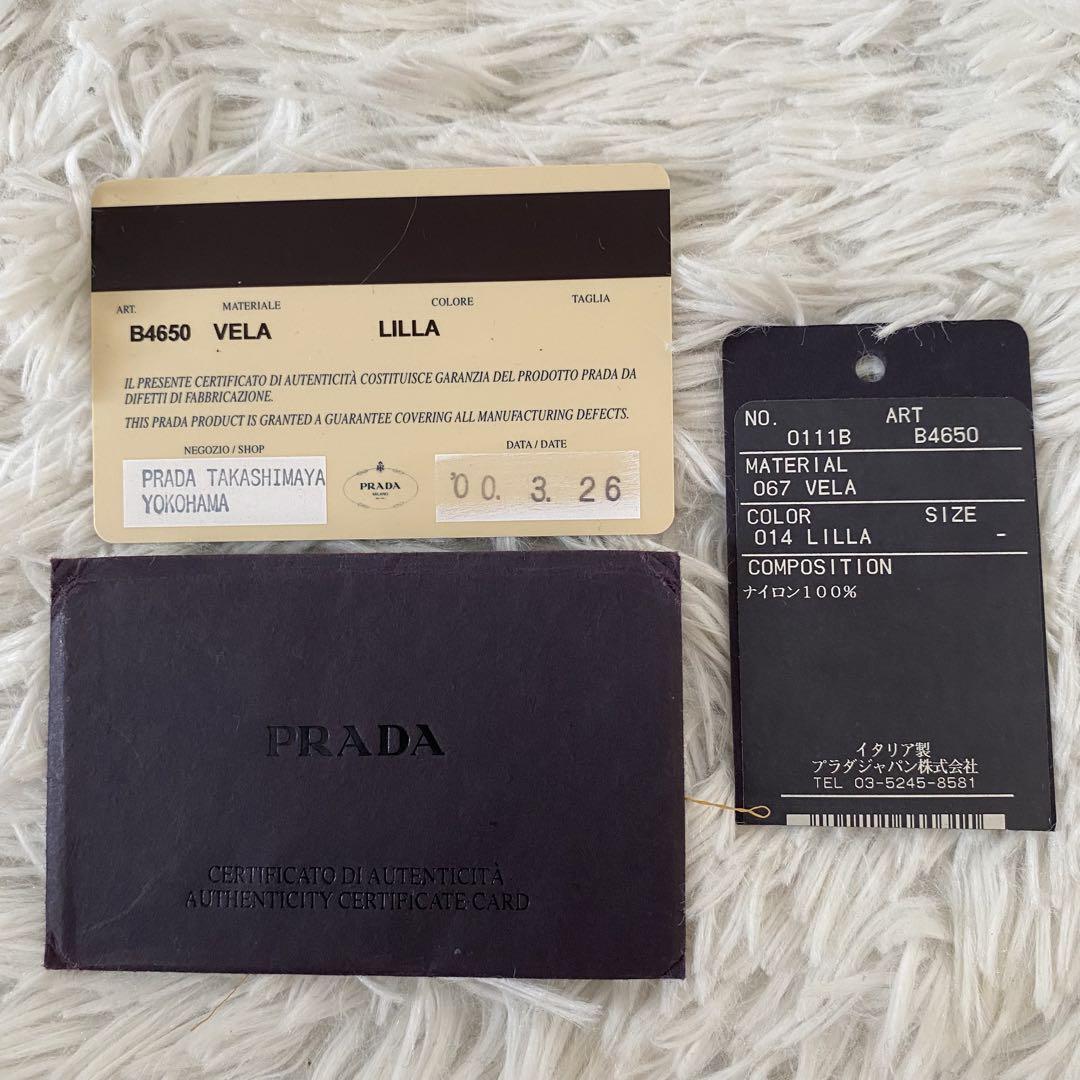 ART. MATERIALE COLORE TAGLIA
B4650 VELA LILLA
IL PRESENTE CERTIFICATO DI AUTENTICITÀ COSTITUISCE GARANZIA DEL PRODOTTO PRADA DA
DIFETTI DI FABBRICAZIONE.
THIS PRADA PRODUCT IS GRANTED A GUARANTEE COVERING ALL MANUFACTURING DEFECTS.
NEGOZIO / SHOP DATA / DATE
PRADA TAKASHIMAYA
YOKOHAMA
PRADA
MILANO
'00. 3. 26
PRADA
CERTIFICATO DI AUTENTICITÀ
AUTHENTICITY CERTIFICATE CARD
NO. ART
0111B B4650
MATERIAL
067 VELA
COLOR SIZE
014 LILLA -
COMPOSITION
ナイロン100%
イタリア製
プラダジャパン株式会社
TEL 03-5245-8581